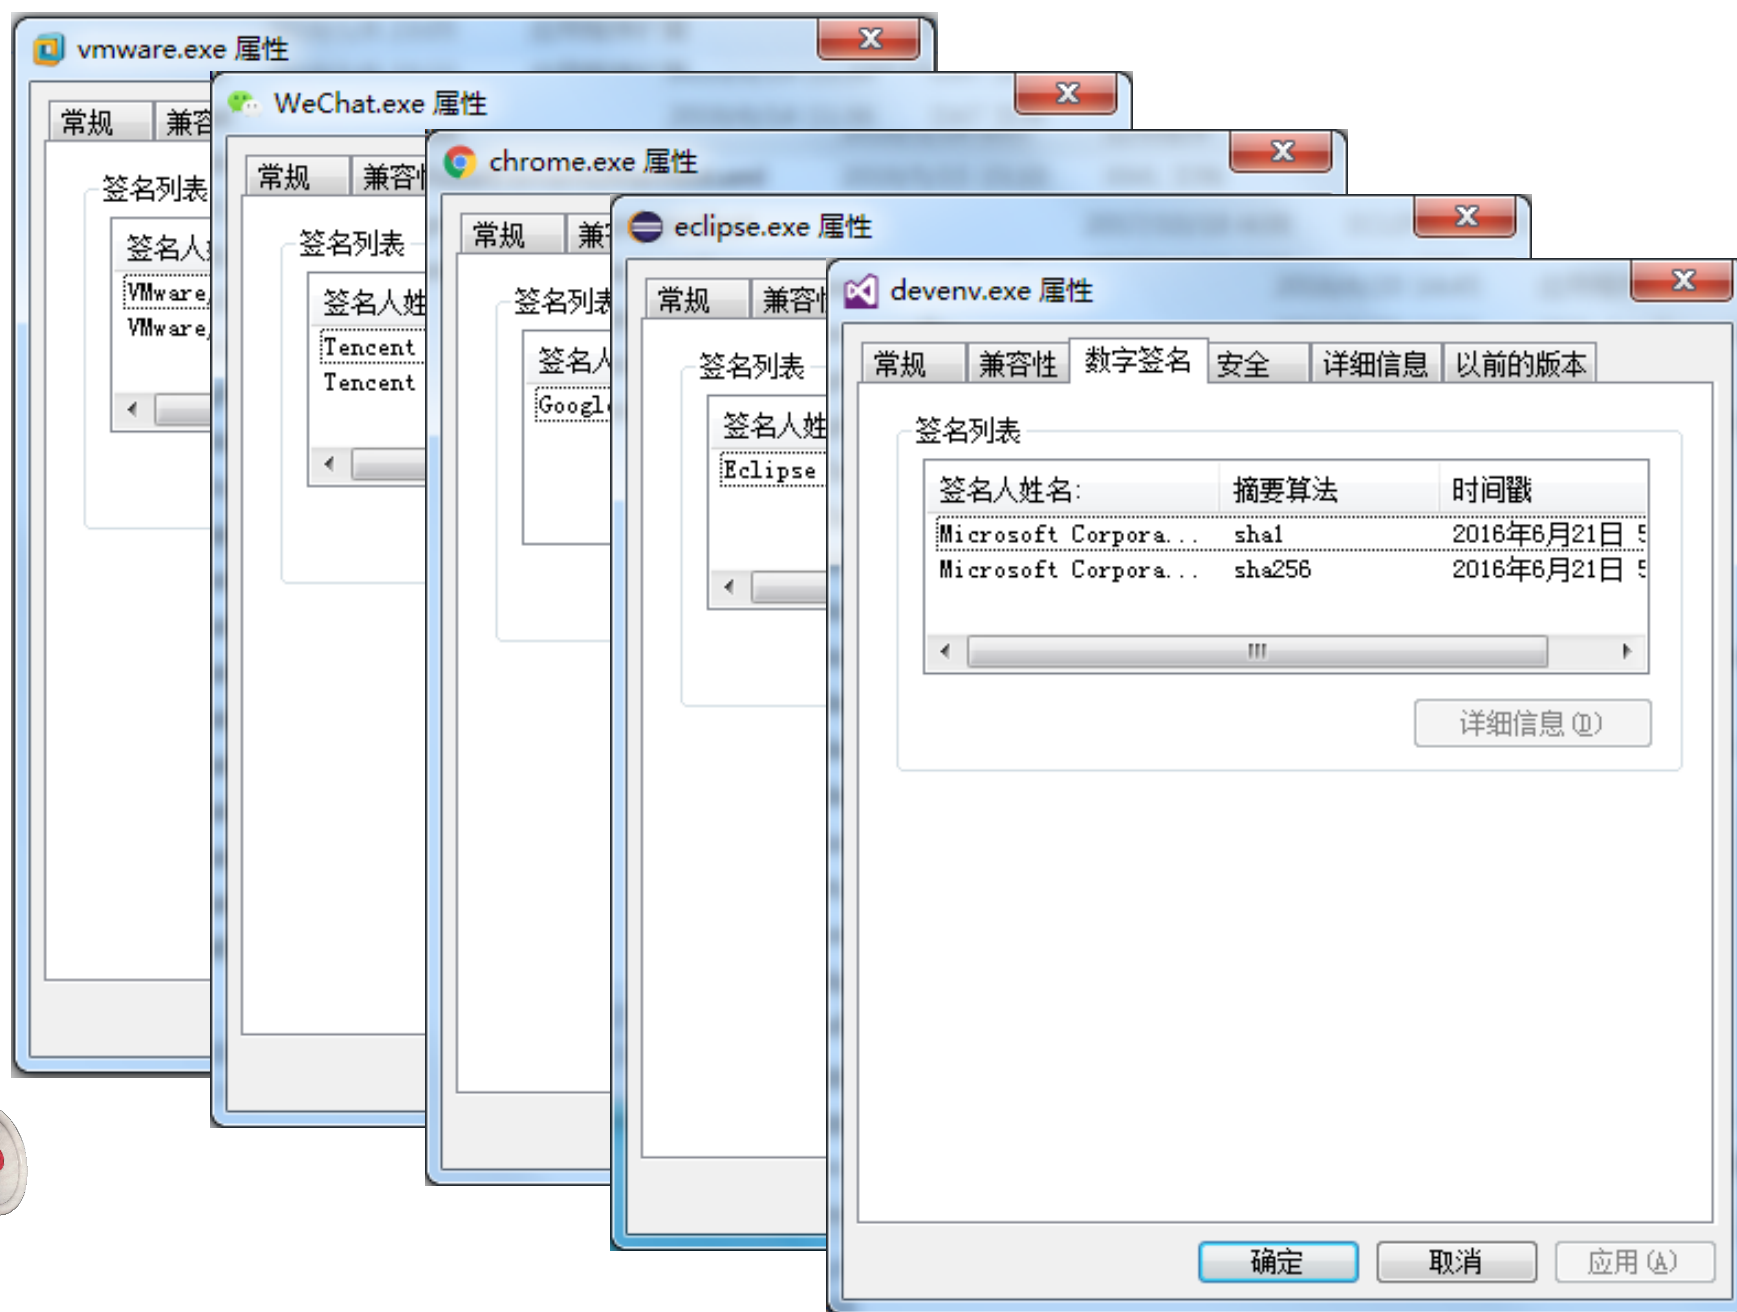 vmware.exe 属性
常规
兼容
签名列表
签名人
VMware,
VMware,
WeChat.exe 属性
常规
兼容性
签名列表
签名人姓
Tencent
Tencent
chrome.exe 属性
常规
兼
签名列表
签名人
Google
eclipse.exe 属性
常规
兼容性
签名列表
签名人姓
Eclipse
devenv.exe 属性
常规 兼容性 数字签名 安全 详细信息 以前的版本
签名列表
签名人姓名: 摘要算法 时间戳
Microsoft Corpora... sha1 2016年6月21日 5
Microsoft Corpora... sha256 2016年6月21日 5
详细信息(D)
确定 取消 应用(A)